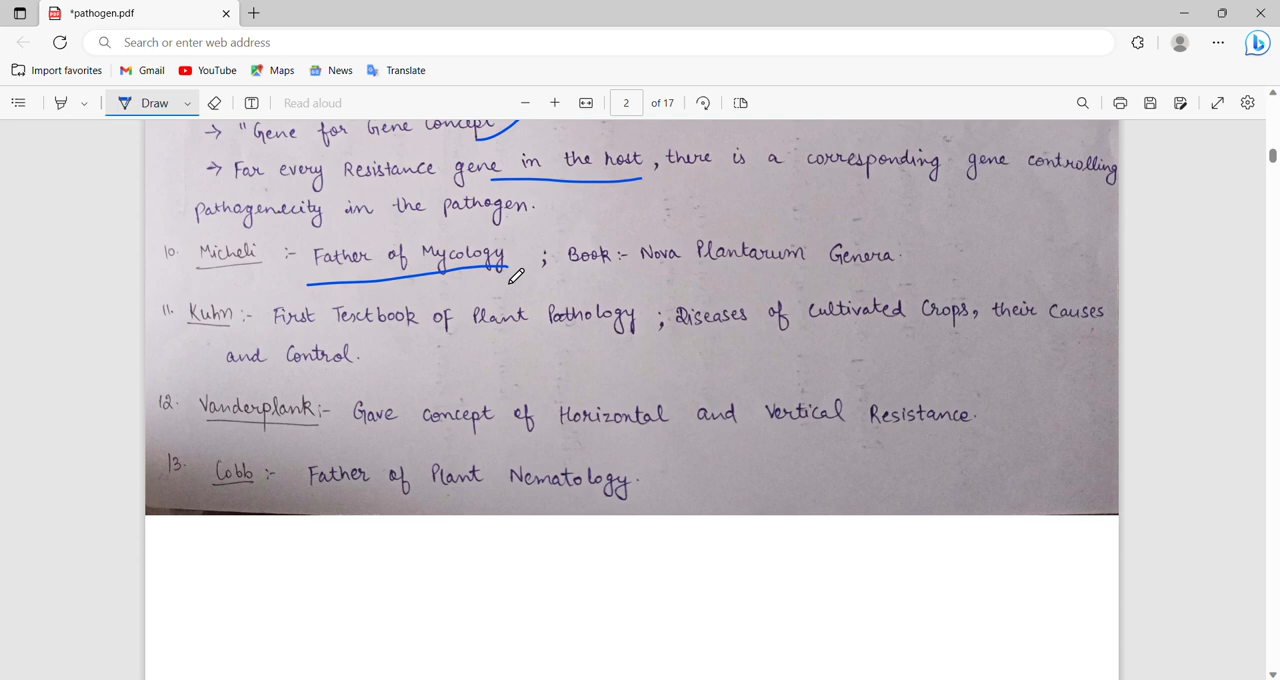 *pathogen.pdf
Search or enter web address
Import favorites Gmail YouTube Maps News Translate
Draw Read aloud 2 of 17
→ "Gene for Gene concept
→ For every Resistance gene in the host, there is a corresponding gene controlling
pathogenecity in the pathogen.
10. Micheli :- Father of Mycology ; Book :- Nova Plantarum Genera.
11. Kuhn :- First Textbook of Plant Pathology ; Diseases of Cultivated Crops, their Causes
and Control.
12. Vanderplank :- Gave concept of Horizontal and Vertical Resistance.
13. Cobb :- Father of Plant Nematology.